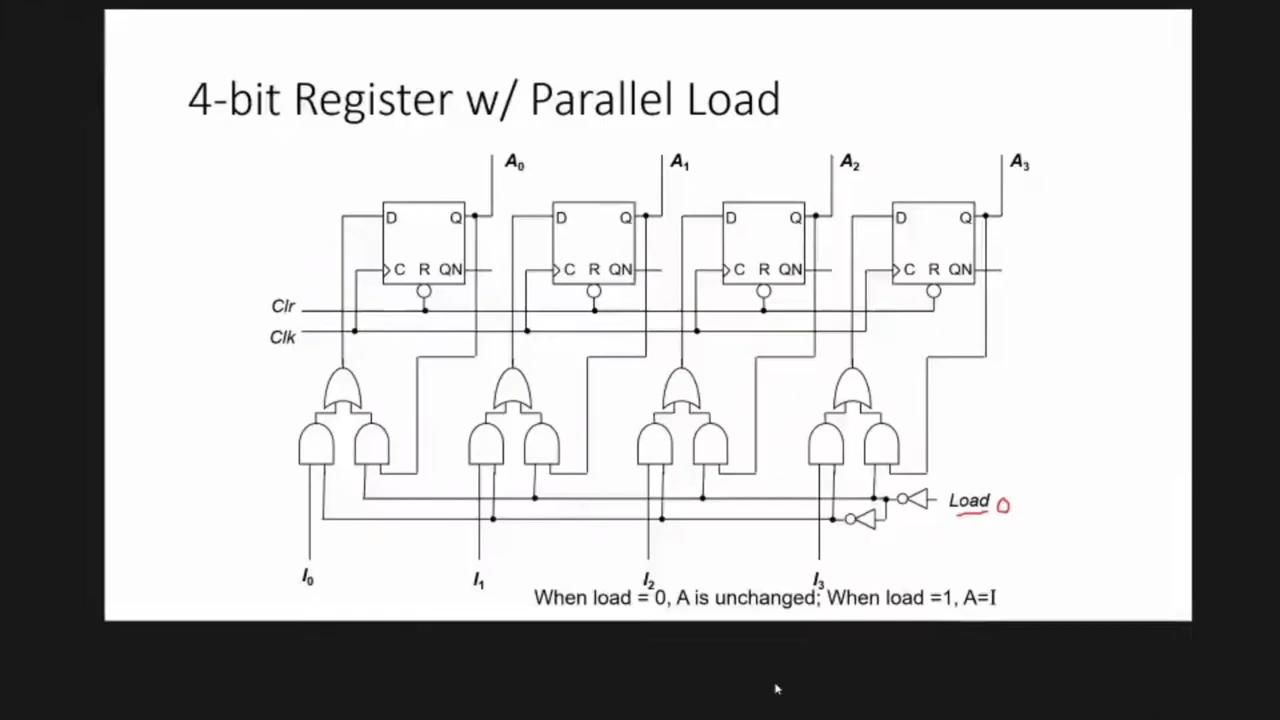 4-bit Register w/ Parallel Load
A0 A1 A2 A3
D Q D Q D Q D Q
C R QN C R QN C R QN C R QN
Clr
Clk
Load 0
I0 I1 I2 I3
When load = 0, A is unchanged; When load =1, A=I